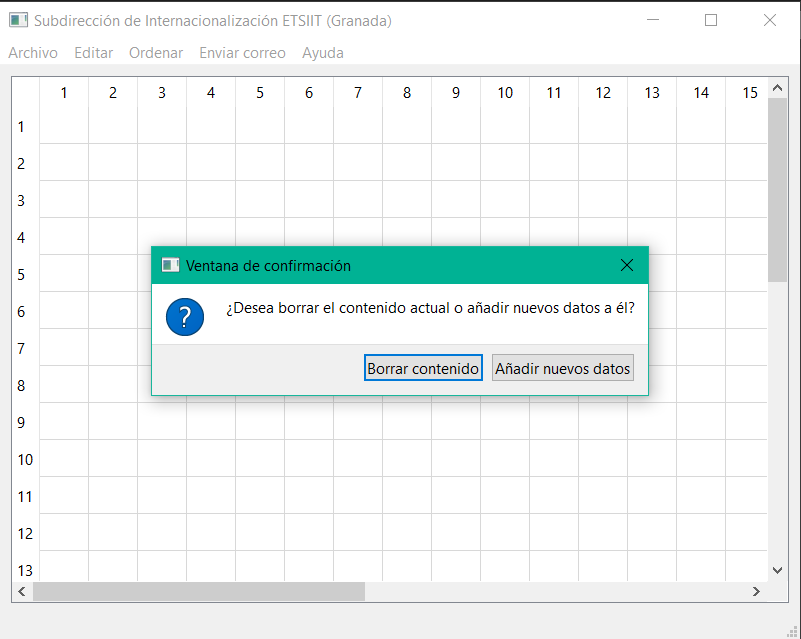 Subdirección de Internacionalización ETSIIT (Granada)
Archivo Editar Ordenar Enviar correo Ayuda
1 2 3 4 5 6 7 8 9 10 11 12 13 14 15
1
2
3
4
Ventana de confirmación
5
¿Desea borrar el contenido actual o añadir nuevos datos a él?
6
7
Borrar contenido Añadir nuevos datos
8
9
10
11
12
13